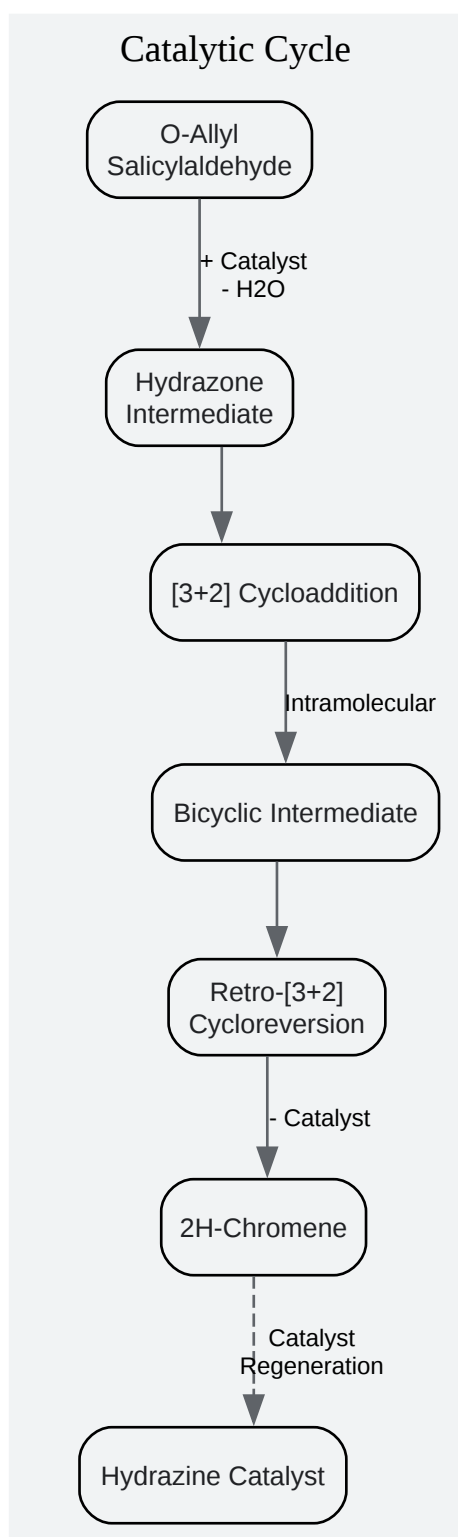 Catalytic Cycle
O-Allyl
Salicylaldehyde
+ Catalyst
- H2O
Hydrazone
Intermediate
[3+2] Cycloaddition
Intramolecular
Bicyclic Intermediate
Retro-[3+2]
Cycloreversion
- Catalyst
2H-Chromene
Catalyst
Regeneration
Hydrazine Catalyst